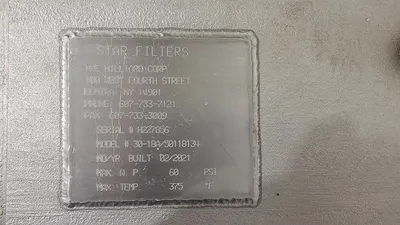 STAR FILTERS
THE HILLIARD CORP
100 WEST FOURTH STREET
ELMIRA, NY 14901
PHONE 607-733-7121
FAX 607-733-3009
SERIAL # H227856
MODEL # 30-18A/5011813H
MO/YR BUILT 02/2021
MAX. W. P. 60 PSI
MAX. TEMP. 375 °F